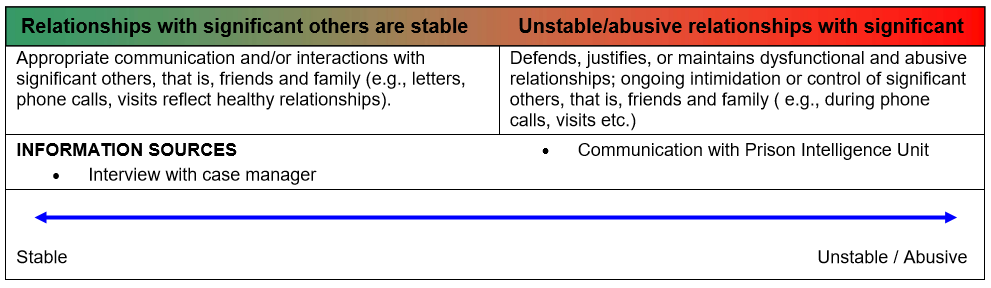 Relationships with significant others are stable
Unstable/abusive relationships with significant
Appropriate communication and/or interactions with
significant others, that is, friends and family (e.g., letters,
phone calls, visits reflect healthy relationships).
Defends, justifies, or maintains dysfunctional and abusive
relationships; ongoing intimidation or control of significant
others, that is, friends and family ( e.g., during phone
calls, visits etc.)
INFORMATION SOURCES
• Interview with case manager
• Communication with Prison Intelligence Unit
Stable
Unstable / Abusive